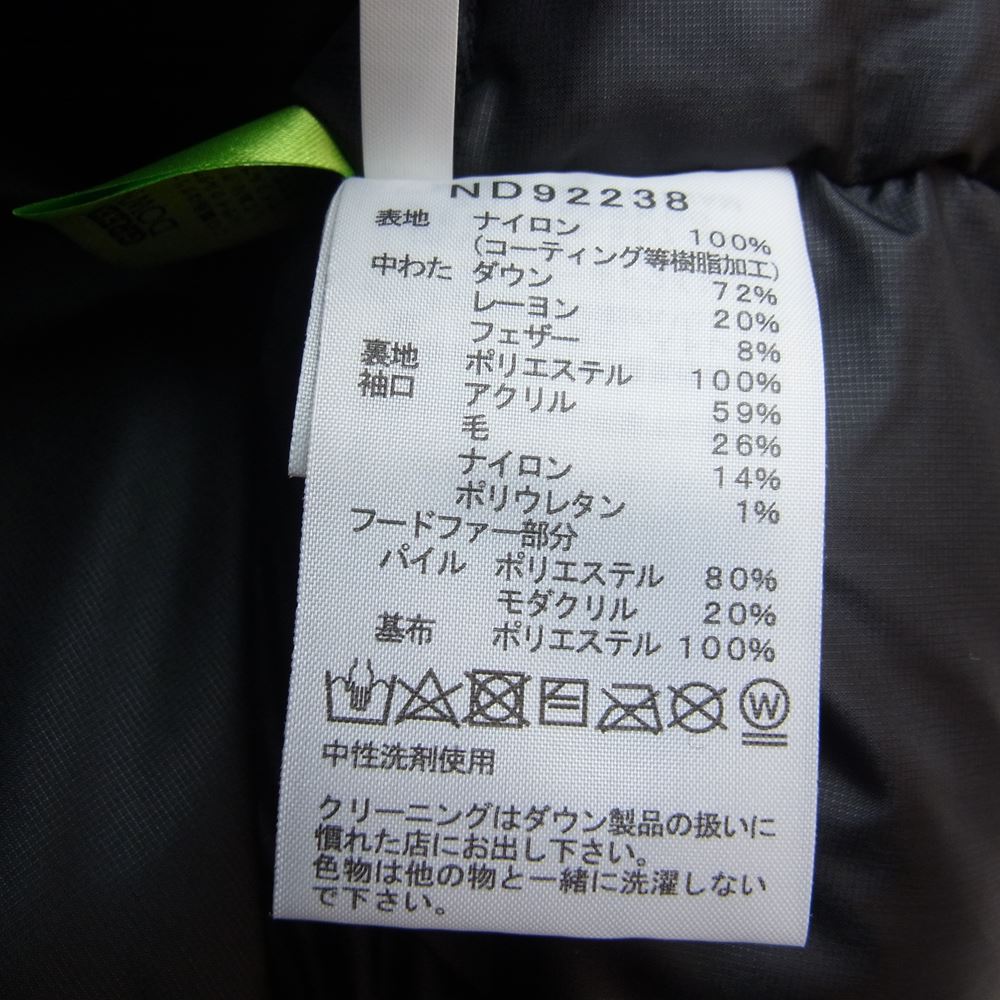 ND92238
表地 ナイロン 100%
(コーティング等樹脂加工)
中わた ダウン 72%
レーヨン 20%
フェザー 8%
裏地 ポリエステル 100%
袖口 アクリル 59%
毛 26%
ナイロン 14%
ポリウレタン 1%
フードファー部分
パイル ポリエステル 80%
モダクリル 20%
基布 ポリエステル 100%
W
中性洗剤使用
クリーニングはダウン製品の扱いに
慣れた店にお出し下さい。
色物は他の物と一緒に洗濯しない
で下さい。